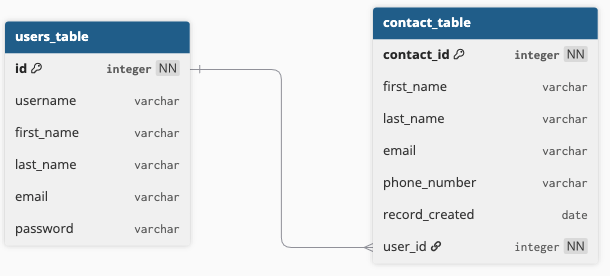 users_table
id integer NN
username varchar
first_name varchar
last_name varchar
email varchar
password varchar
contact_table
contact_id integer NN
first_name varchar
last_name varchar
email varchar
phone_number varchar
record_created date
user_id integer NN